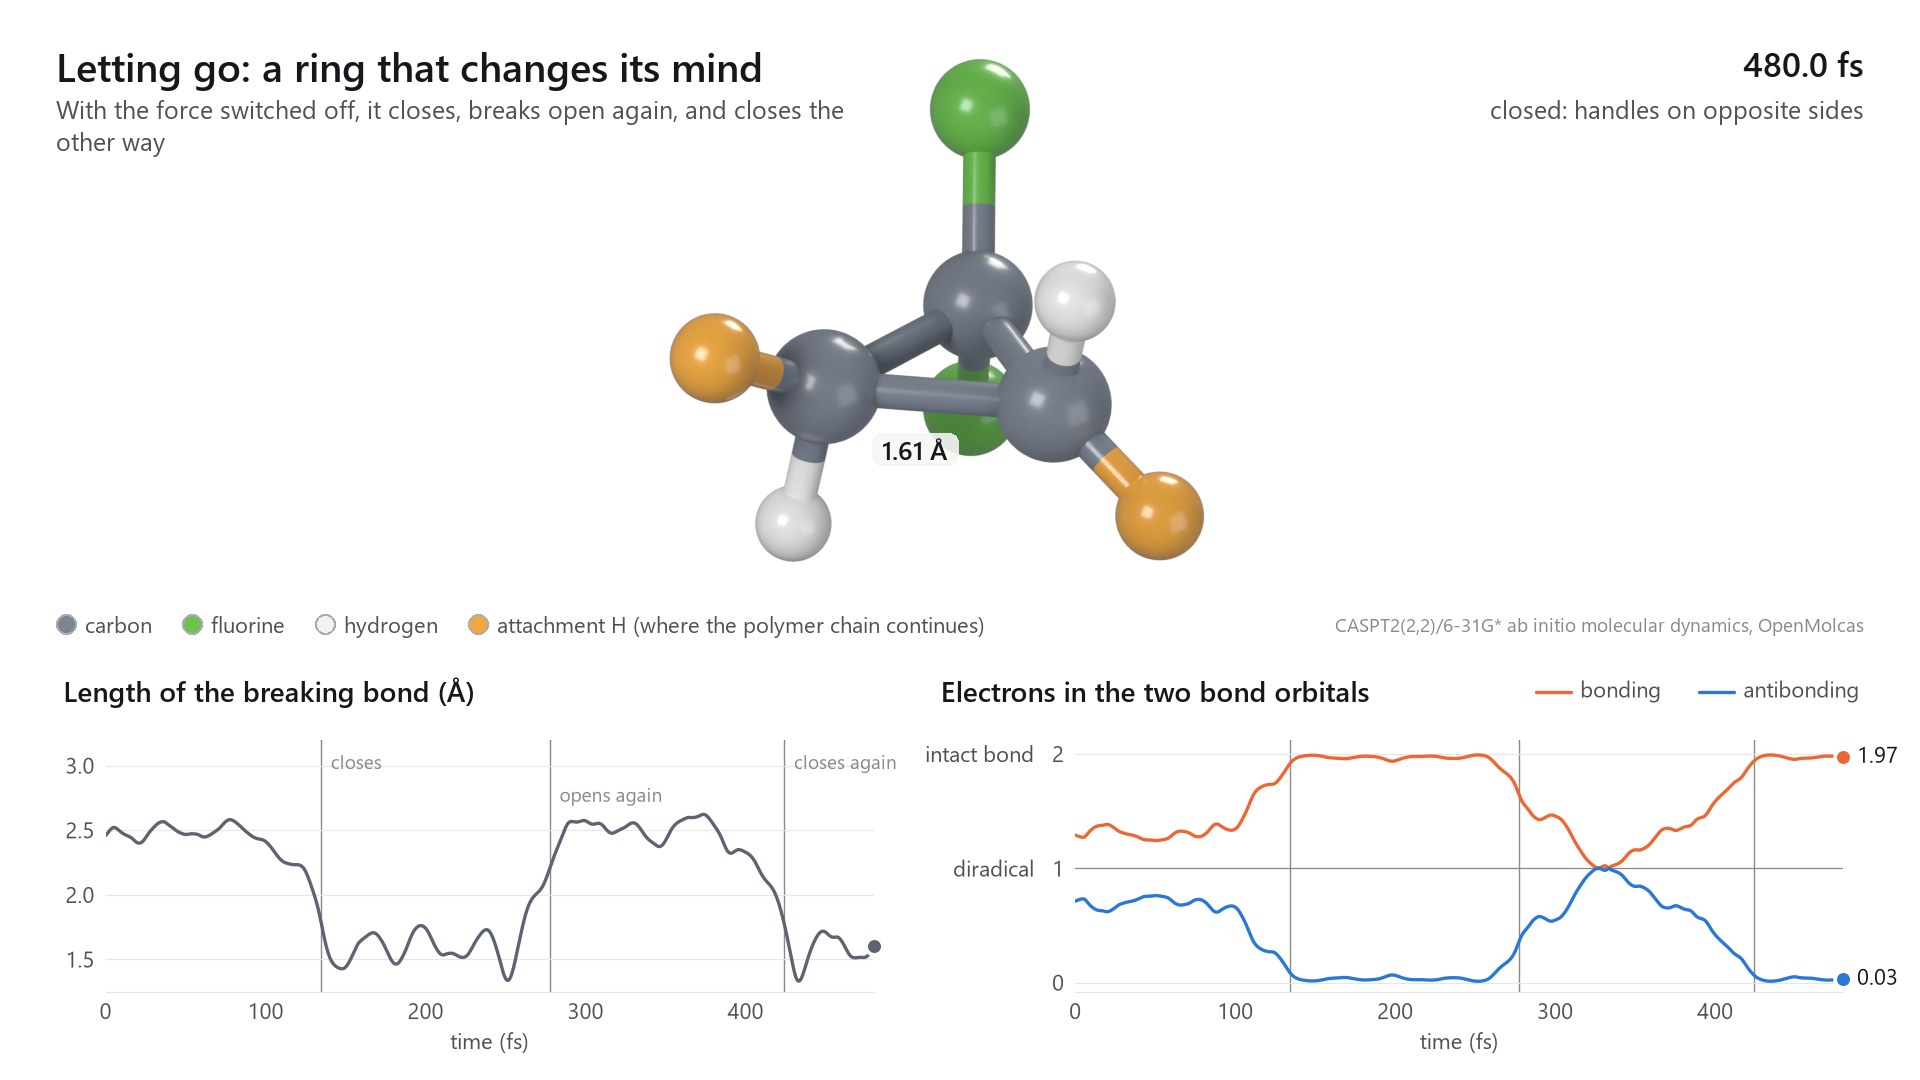 Letting go: a ring that changes its mind
With the force switched off, it closes, breaks open again, and closes the
other way
480.0 fs
closed: handles on opposite sides
1.61 Å
carbon
fluorine
hydrogen
attachment H (where the polymer chain continues)
CASPT2(2,2)/6-31G* ab initio molecular dynamics, OpenMolcas
Length of the breaking bond (Å)
3.0
2.5
2.0
1.5
closes
opens again
closes again
0
100
200
300
400
time (fs)
Electrons in the two bond orbitals
bonding
antibonding
intact bond 2
diradical 1
0
1.97
0.03
0
100
200
300
400
time (fs)